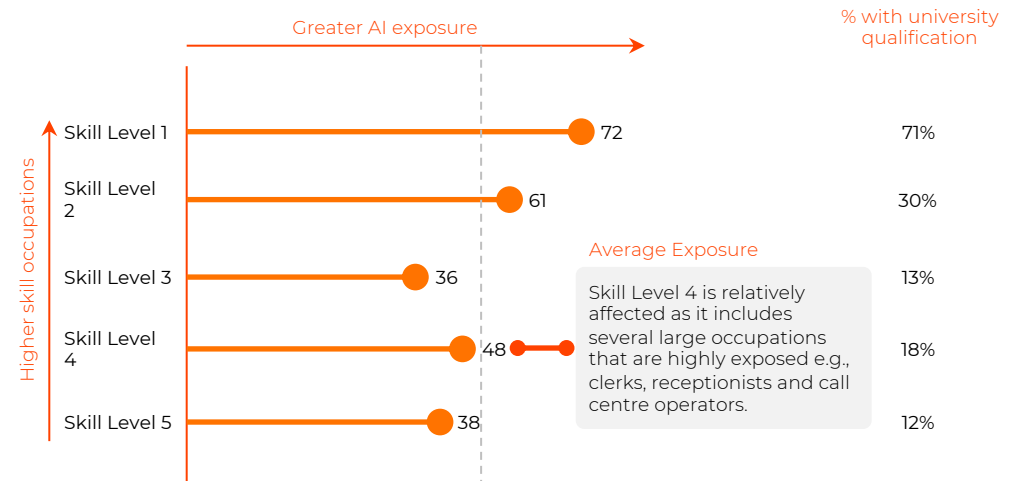 Greater AI exposure
% with university
qualification
Higher skill occupations
Skill Level 1
72
71%
Skill Level
2
61
30%
Skill Level 3
36
13%
Skill Level
4
48
18%
Skill Level 5
38
12%
Average Exposure
Skill Level 4 is relatively
affected as it includes
several large occupations
that are highly exposed e.g.,
clerks, receptionists and call
centre operators.